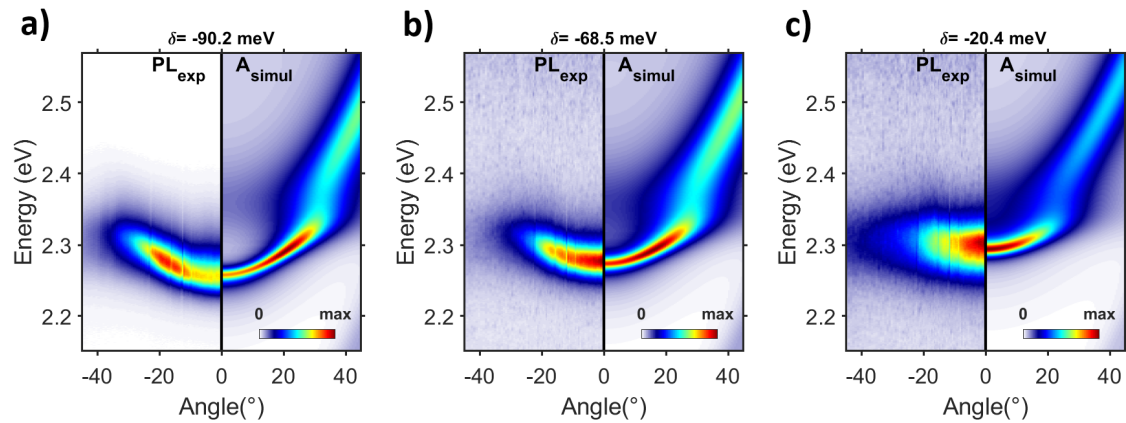 a)
δ= -90.2 meV
PLexp
Asimul
2.5
2.4
2.3
2.2
Energy (eV)
0
max
-40
-20
0
20
40
Angle(°)
b)
δ= -68.5 meV
PLexp
Asimul
2.5
2.4
2.3
2.2
Energy (eV)
0
max
-40
-20
0
20
40
Angle(°)
c)
δ= -20.4 meV
PLexp
Asimul
2.5
2.4
2.3
2.2
Energy (eV)
0
max
-40
-20
0
20
40
Angle(°)